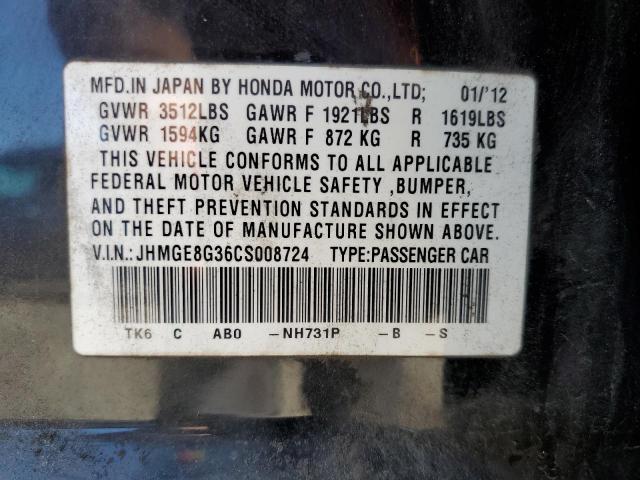 MFD.IN JAPAN BY HONDA MOTOR CO.,LTD; 01/'12
GVWR 3512LBS GAWR F 1921LBS R 1619LBS
GVWR 1594KG GAWR F 872 KG R 735 KG
THIS VEHICLE CONFORMS TO ALL APPLICABLE
FEDERAL MOTOR VEHICLE SAFETY ,BUMPER,
AND THEFT PREVENTION STANDARDS IN EFFECT
ON THE DATE OF MANUFACTURE SHOWN ABOVE.
V.I.N.: JHMGE8G36CS008724 TYPE:PASSENGER CAR
TK6 C AB0 -NH731P -B -S